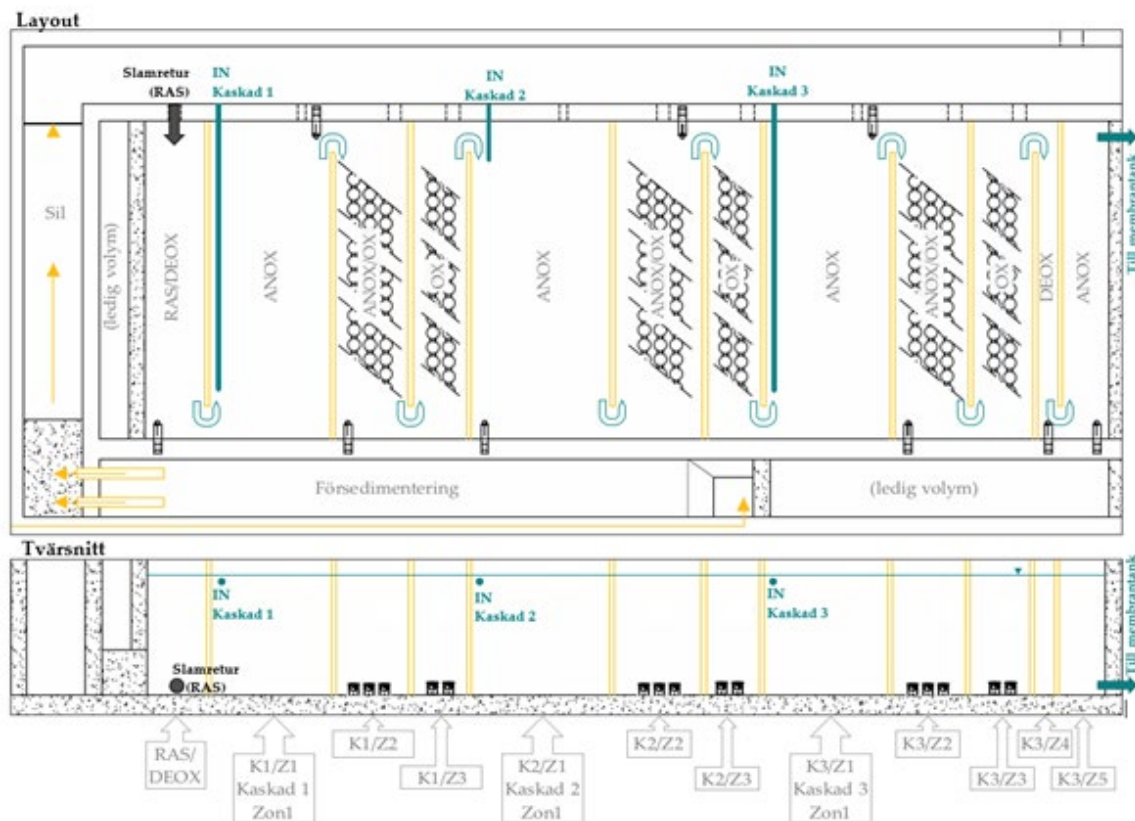 Layout
Slamretur
(RAS)
IN
Kaskad 1
IN
Kaskad 2
IN
Kaskad 3
Sil
(ledig volym)
RAS/DEOX
ANOX
ANOX/OX
OX
ANOX
ANOX/OX
OX
ANOX
ANOX/OX
OX
DEOX
ANOX
Till membrantank
Försedimentering
(ledig volym)
Tvärsnitt
IN
Kaskad 1
IN
Kaskad 2
IN
Kaskad 3
Slamretur
(RAS)
Till membrantank
RAS/
DEOX
K1/Z1
Kaskad 1
Zon1
K1/Z2
K1/Z3
K2/Z1
Kaskad 2
Zon1
K2/Z2
K2/Z3
K3/Z1
Kaskad 3
Zon1
K3/Z2
K3/Z3
K3/Z4
K3/Z5